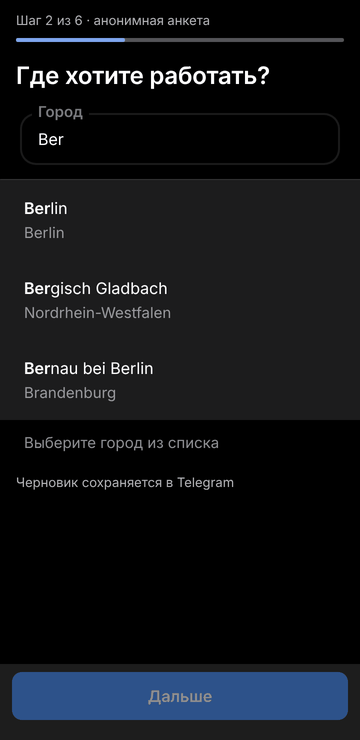 Шаг 2 из 6 · анонимная анкета
Где хотите работать?
Город
Ber
Berlin
Berlin
Bergisch Gladbach
Nordrhein-Westfalen
Bernau bei Berlin
Brandenburg
Выберите город из списка
Черновик сохраняется в Telegram
Дальше